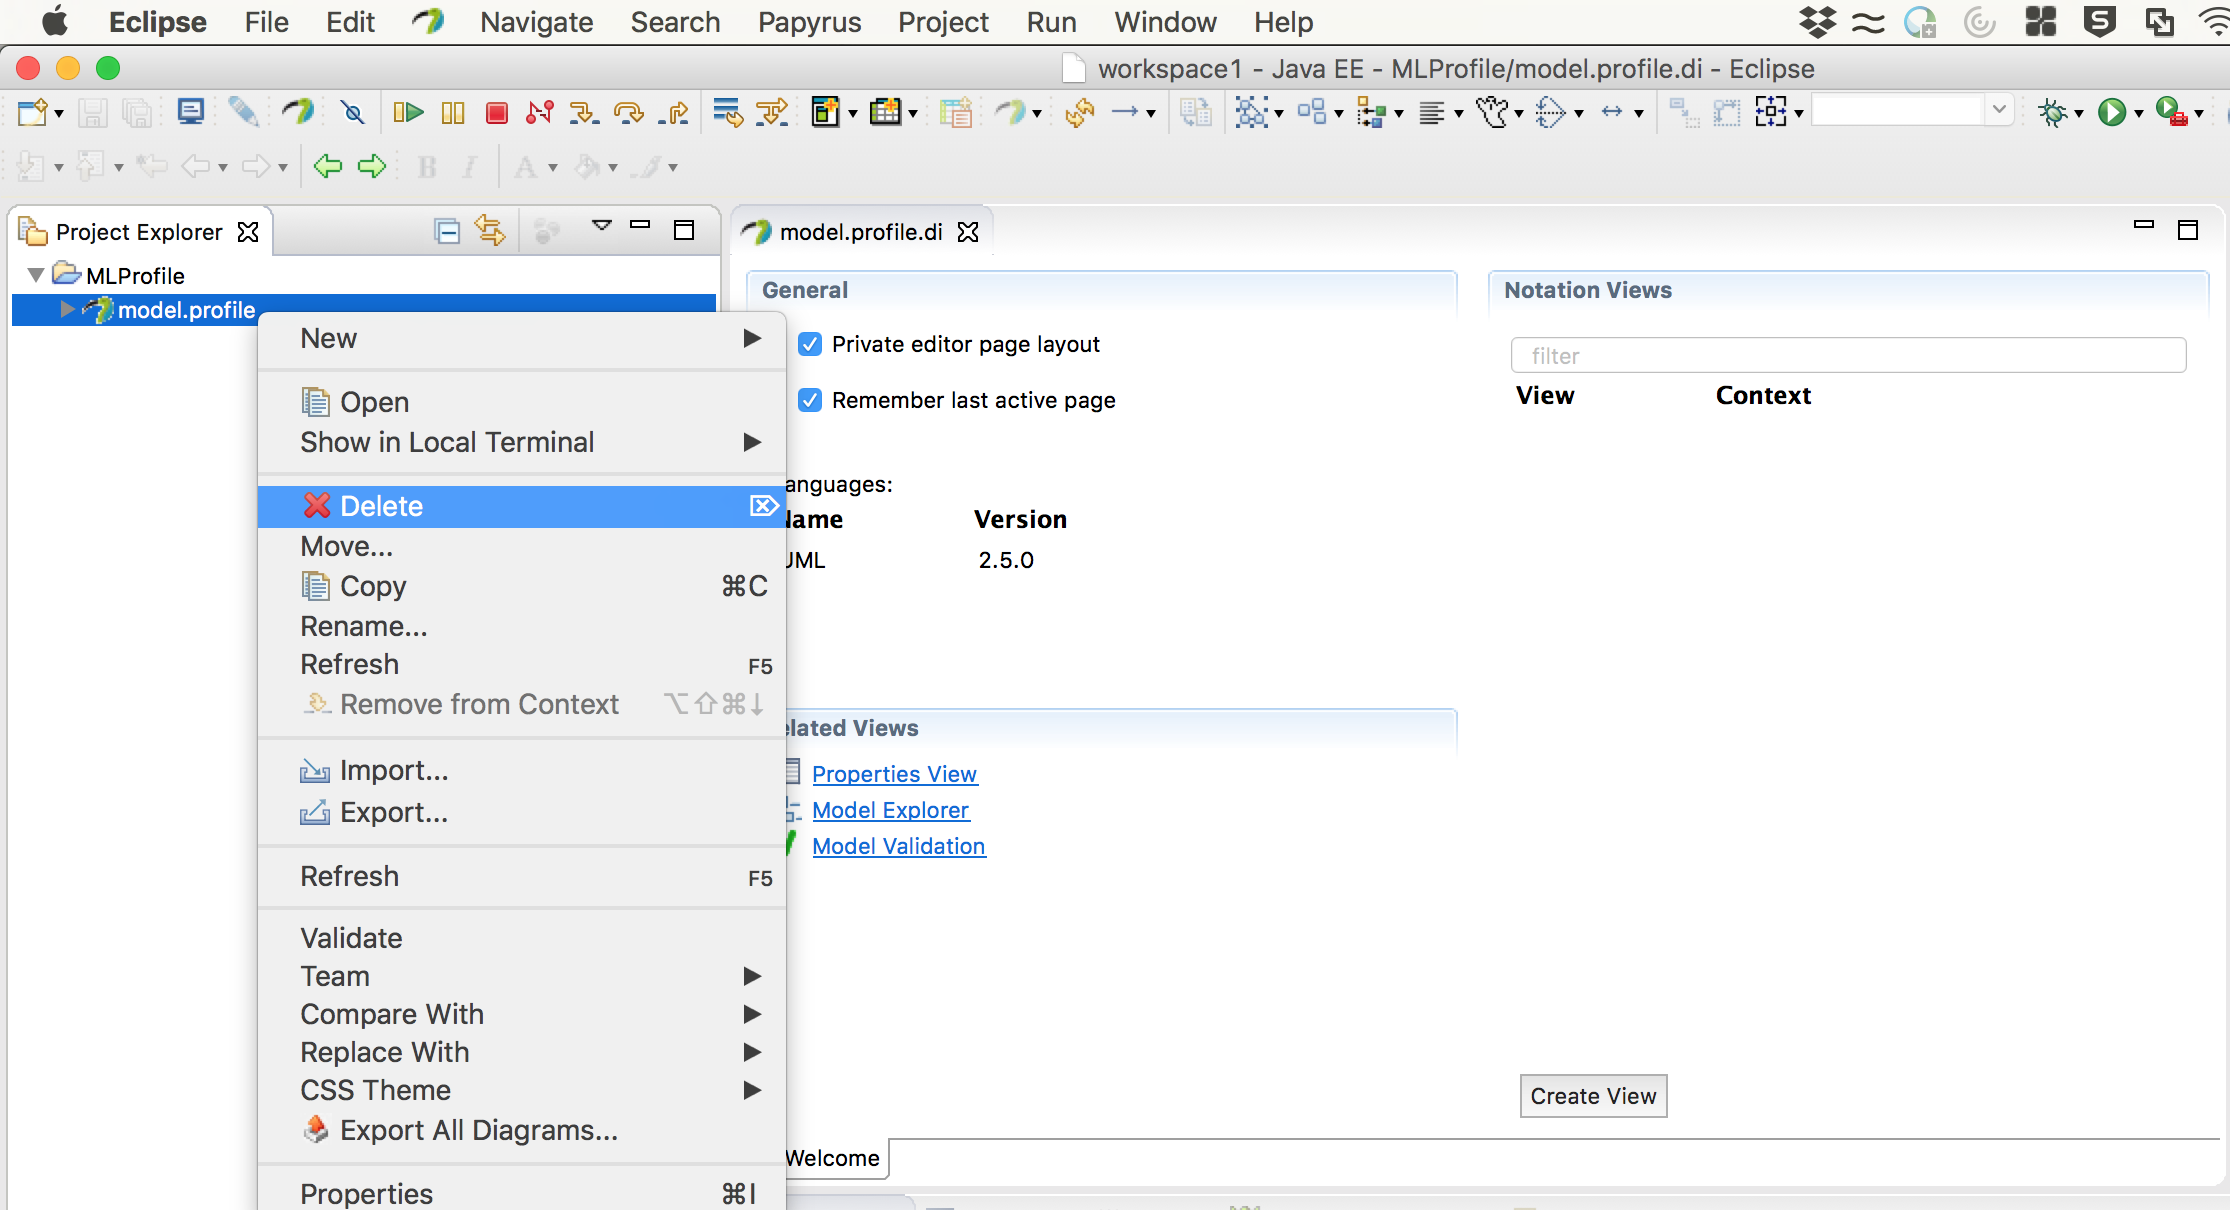 Eclipse File Edit Navigate Search Papyrus Project Run Window Help
workspace1 - Java EE - MLProfile/model.profile.di - Eclipse
Project Explorer
model.profile.di
MLProfile
model.profile
General
Notation Views
New
Private editor page layout
filter
Open
Remember last active page
View Context
Show in Local Terminal
anguages:
Delete
Name Version
Move...
UML 2.5.0
Copy ⌘C
Rename...
Refresh F5
Remove from Context ⌥⇧⌘↓
elated Views
Import...
Properties View
Export...
Model Explorer
Model Validation
Refresh F5
Validate
Team
Compare With
Replace With
CSS Theme
Create View
Export All Diagrams...
Welcome
Properties ⌘I